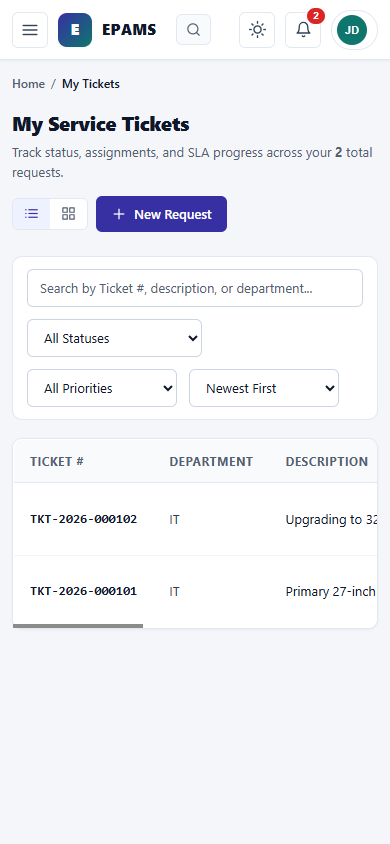 E EPAMS 2 JD
Home / My Tickets
My Service Tickets
Track status, assignments, and SLA progress across your 2 total
requests.
New Request
Search by Ticket #, description, or department...
All Statuses
All Priorities Newest First
TICKET # DEPARTMENT DESCRIPTION
TKT-2026-000102 IT Upgrading to 32
TKT-2026-000101 IT Primary 27-inch